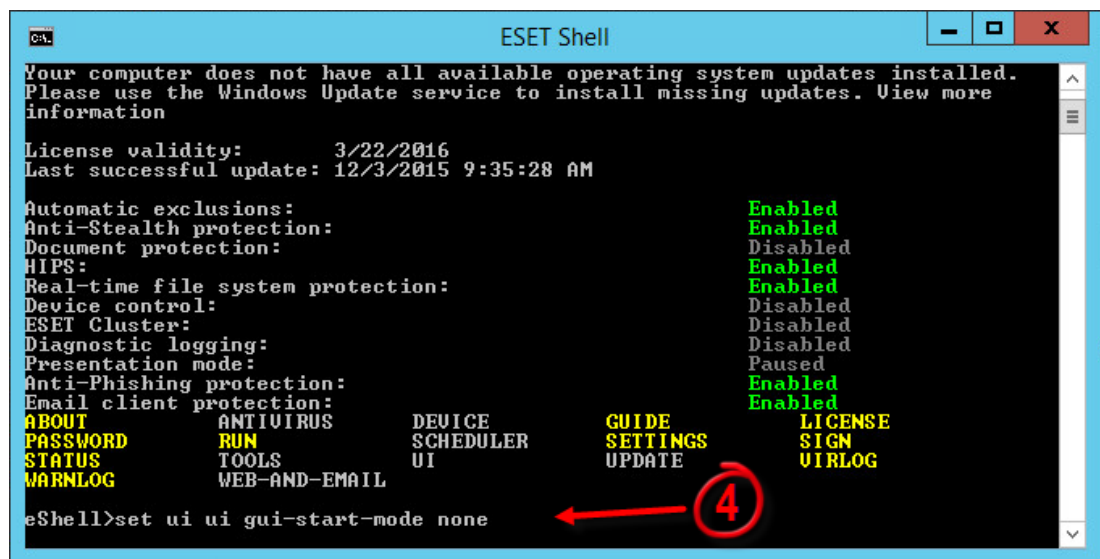 ESET Shell
Your computer does not have all available operating system updates installed.
Please use the Windows Update service to install missing updates. View more
information
License validity: 3/22/2016
Last successful update: 12/3/2015 9:35:28 AM
Automatic exclusions: Enabled
Anti-Stealth protection: Enabled
Document protection: Disabled
HIPS: Enabled
Real-time file system protection: Enabled
Device control: Disabled
ESET Cluster: Disabled
Diagnostic logging: Disabled
Presentation mode: Paused
Anti-Phishing protection: Enabled
Email client protection: Enabled
ABOUT ANTIVIRUS DEVICE GUIDE LICENSE
PASSWORD RUN SCHEDULER SETTINGS SIGN
STATUS TOOLS UI UPDATE VIRLOG
WARNLOG WEB-AND-EMAIL
eShell>set ui ui gui-start-mode none
4